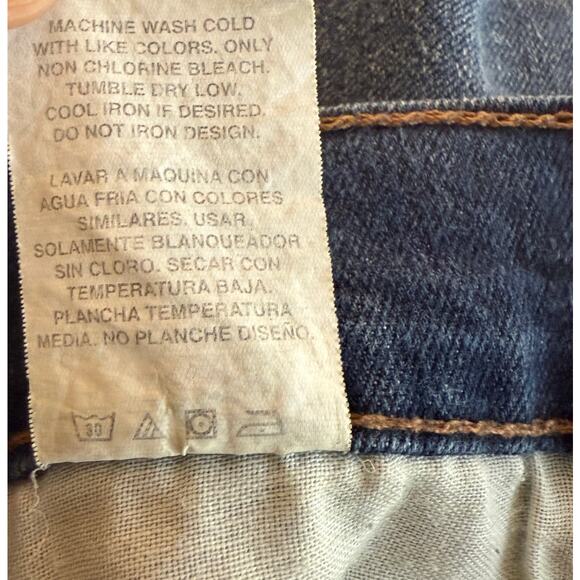 MACHINE WASH COLD
WITH LIKE COLORS. ONLY
NON CHLORINE BLEACH.
TUMBLE DRY LOW.
COOL IRON IF DESIRED.
DO NOT IRON DESIGN.
LAVAR A MAQUINA CON
AGUA FRIA CON COLORES
SIMILARES. USAR
SOLAMENTE BLANQUEADOR
SIN CLORO. SECAR CON
TEMPERATURA BAJA.
PLANCHA TEMPERATURA
MEDIA. NO PLANCHE DISEÑO.
30